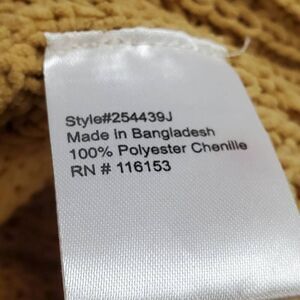 Style#254439J
Made in Bangladesh
100% Polyester Chenille
RN # 116153